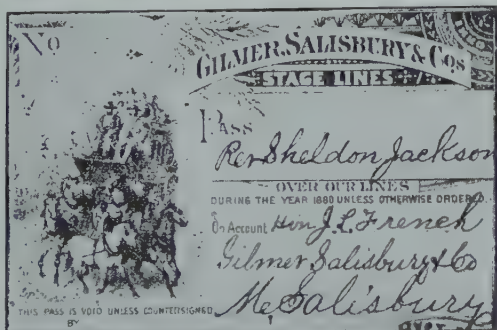 No
GILMER, SALISBURY & COS
STAGE LINES
PASS
Rev Sheldon Jackson
OVER OUR LINES
DURING THE YEAR 1880 UNLESS OTHERWISE ORDERED.
On Account Hon J. L. French
Gilmer Salisbury & Co
M Salisbury
THIS PASS IS VOID UNLESS COUNTERSIGNED
BY